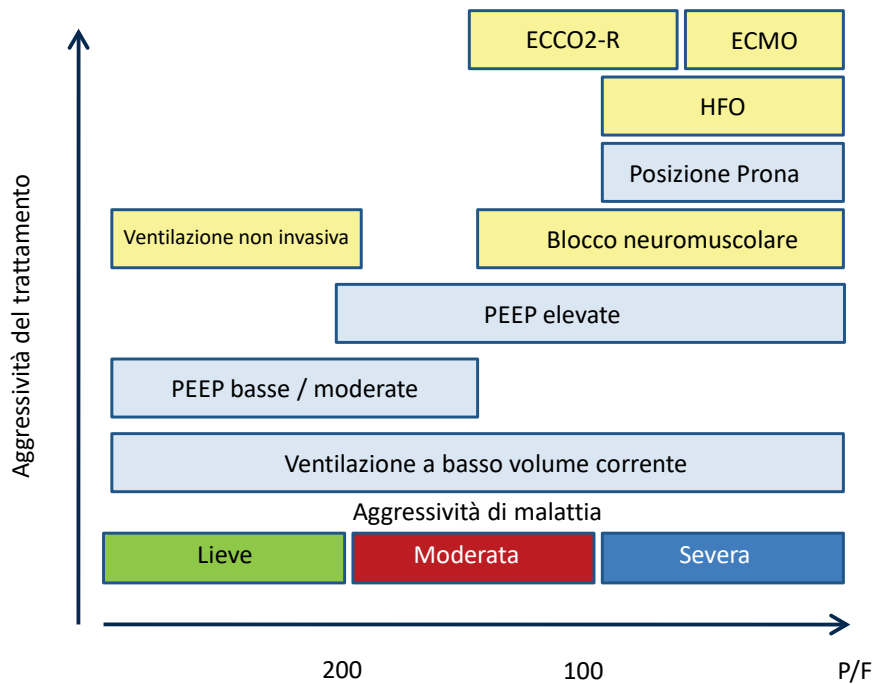 ECCO2-R
ECMO
HFO
Posizione Prona
Ventilazione non invasiva
Blocco neuromuscolare
PEEP elevate
PEEP basse / moderate
Ventilazione a basso volume corrente
Aggressività di malattia
Lieve
Moderata
Severa
200
100
P/F
Aggressività del trattamento